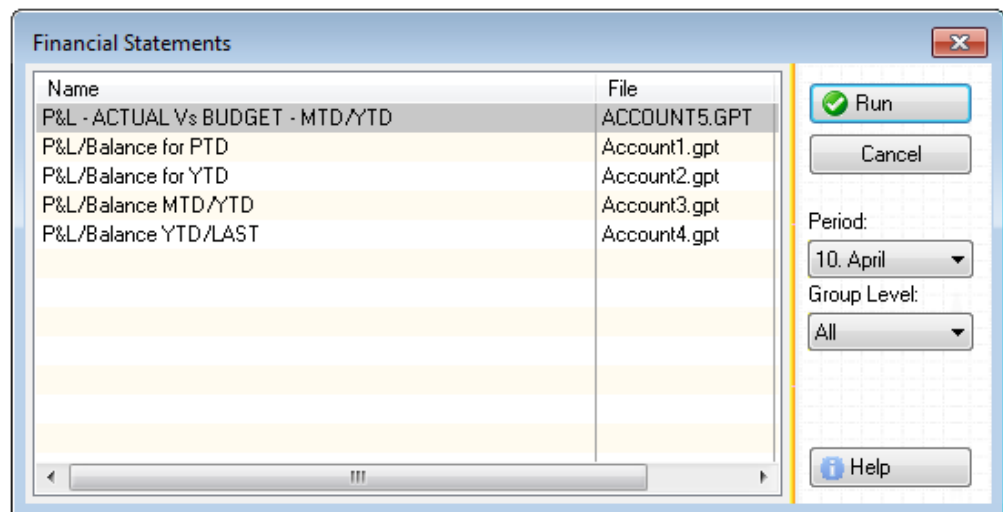 Financial Statements
Name File
P&L - ACTUAL Vs BUDGET - MTD/YTD ACCOUNT5.GPT
P&L/Balance for PTD Account1.gpt
P&L/Balance for YTD Account2.gpt
P&L/Balance MTD/YTD Account3.gpt
P&L/Balance YTD/LAST Account4.gpt
Run
Cancel
Period:
10. April
Group Level:
All
Help